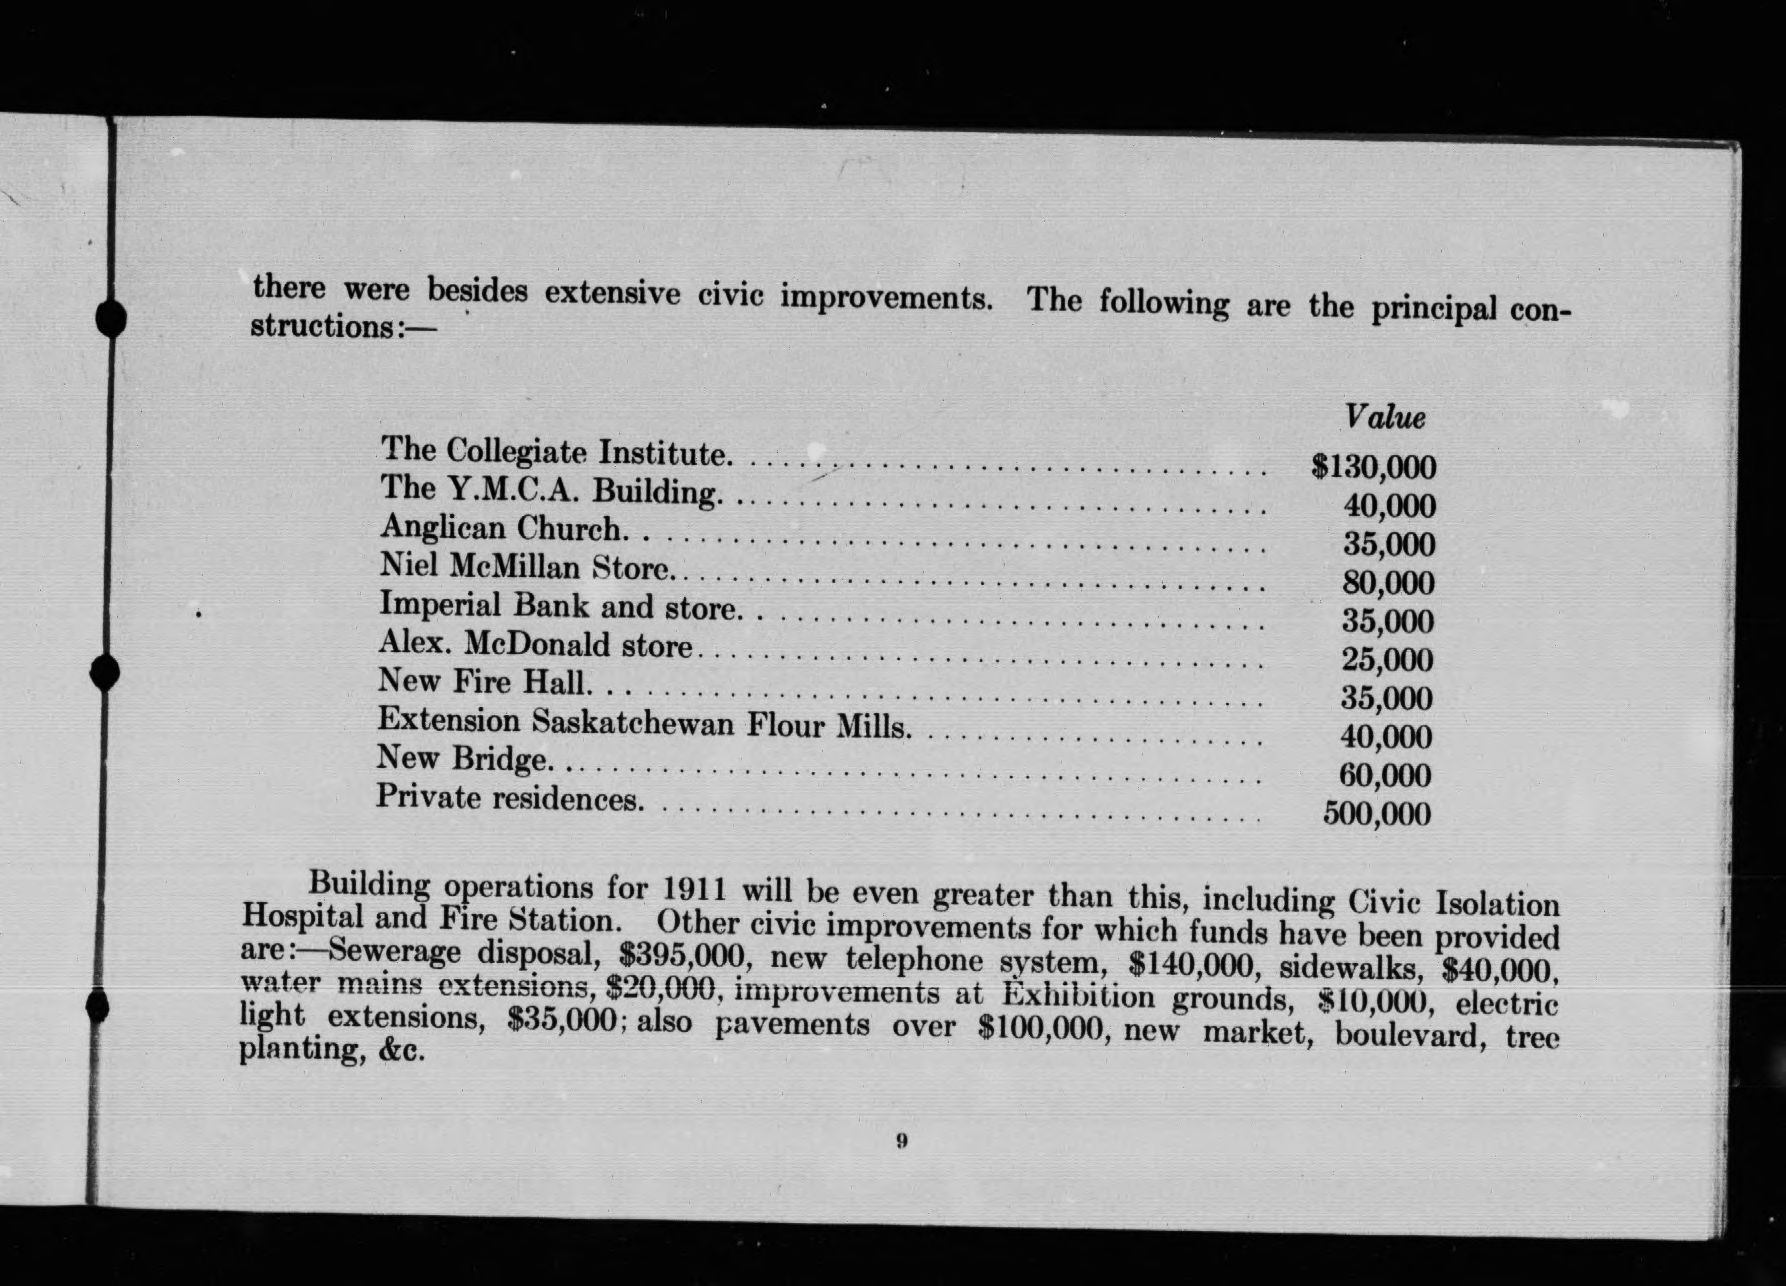 there were besides extensive civic improvements. The following are the principal con-
structions:—
Value
The Collegiate Institute. . . . . . . . . . . . . . . . . . . . . . . . . . . . . . . . . . $130,000
The Y.M.C.A. Building. . . . . . . . . . . . . . . . . . . . . . . . . . . . . . . . . . 40,000
Anglican Church. . . . . . . . . . . . . . . . . . . . . . . . . . . . . . . . . . . . . . . 35,000
Niel McMillan Store. . . . . . . . . . . . . . . . . . . . . . . . . . . . . . . . . . . . . 80,000
Imperial Bank and store. . . . . . . . . . . . . . . . . . . . . . . . . . . . . . . . . 35,000
Alex. McDonald store. . . . . . . . . . . . . . . . . . . . . . . . . . . . . . . . . . . 25,000
New Fire Hall. . . . . . . . . . . . . . . . . . . . . . . . . . . . . . . . . . . . . . . . . 35,000
Extension Saskatchewan Flour Mills. . . . . . . . . . . . . . . . . . . . . . 40,000
New Bridge. . . . . . . . . . . . . . . . . . . . . . . . . . . . . . . . . . . . . . . . . . . . 60,000
Private residences. . . . . . . . . . . . . . . . . . . . . . . . . . . . . . . . . . . . . . 500,000
Building operations for 1911 will be even greater than this, including Civic Isolation
Hospital and Fire Station. Other civic improvements for which funds have been provided
are:—Sewerage disposal, $395,000, new telephone system, $140,000, sidewalks, $40,000,
water mains extensions, $20,000, improvements at Exhibition grounds, $10,000, electric
light extensions, $35,000; also pavements over $100,000, new market, boulevard, tree
planting, &c.
9